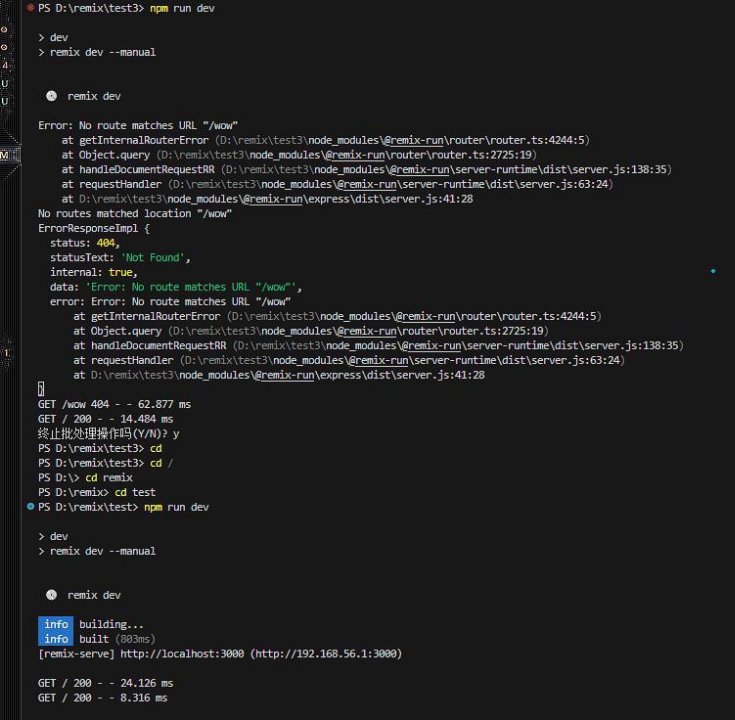 PS D:\remix\test3> npm run dev
> dev
> remix dev --manual
remix dev
Error: No route matches URL "/wow"
at getInternalRouterError (D:\remix\test3\node_modules\@remix-run\router\router.ts:4244:5)
at Object.query (D:\remix\test3\node_modules\@remix-run\router\router.ts:2725:19)
at handleDocumentRequestRR (D:\remix\test3\node_modules\@remix-run\server-runtime\dist\server.js:138:35)
at requestHandler (D:\remix\test3\node_modules\@remix-run\server-runtime\dist\server.js:63:24)
at D:\remix\test3\node_modules\@remix-run\express\dist\server.js:41:28
No routes matched location "/wow"
ErrorResponseImpl {
status: 404,
statusText: 'Not Found',
internal: true,
data: 'Error: No route matches URL "/wow"',
error: Error: No route matches URL "/wow"
at getInternalRouterError (D:\remix\test3\node_modules\@remix-run\router\router.ts:4244:5)
at Object.query (D:\remix\test3\node_modules\@remix-run\router\router.ts:2725:19)
at handleDocumentRequestRR (D:\remix\test3\node_modules\@remix-run\server-runtime\dist\server.js:138:35)
at requestHandler (D:\remix\test3\node_modules\@remix-run\server-runtime\dist\server.js:63:24)
at D:\remix\test3\node_modules\@remix-run\express\dist\server.js:41:28
}
GET /wow 404 - - 62.877 ms
GET / 200 - - 14.484 ms
终止批处理操作吗(Y/N)? y
PS D:\remix\test3> cd
PS D:\remix\test3> cd /
PS D:\> cd remix
PS D:\remix> cd test
PS D:\remix\test> npm run dev
> dev
> remix dev --manual
remix dev
info building...
info built (803ms)
[remix-serve] http://localhost:3000 (http://192.168.56.1:3000)
GET / 200 - - 24.126 ms
GET / 200 - - 8.316 ms